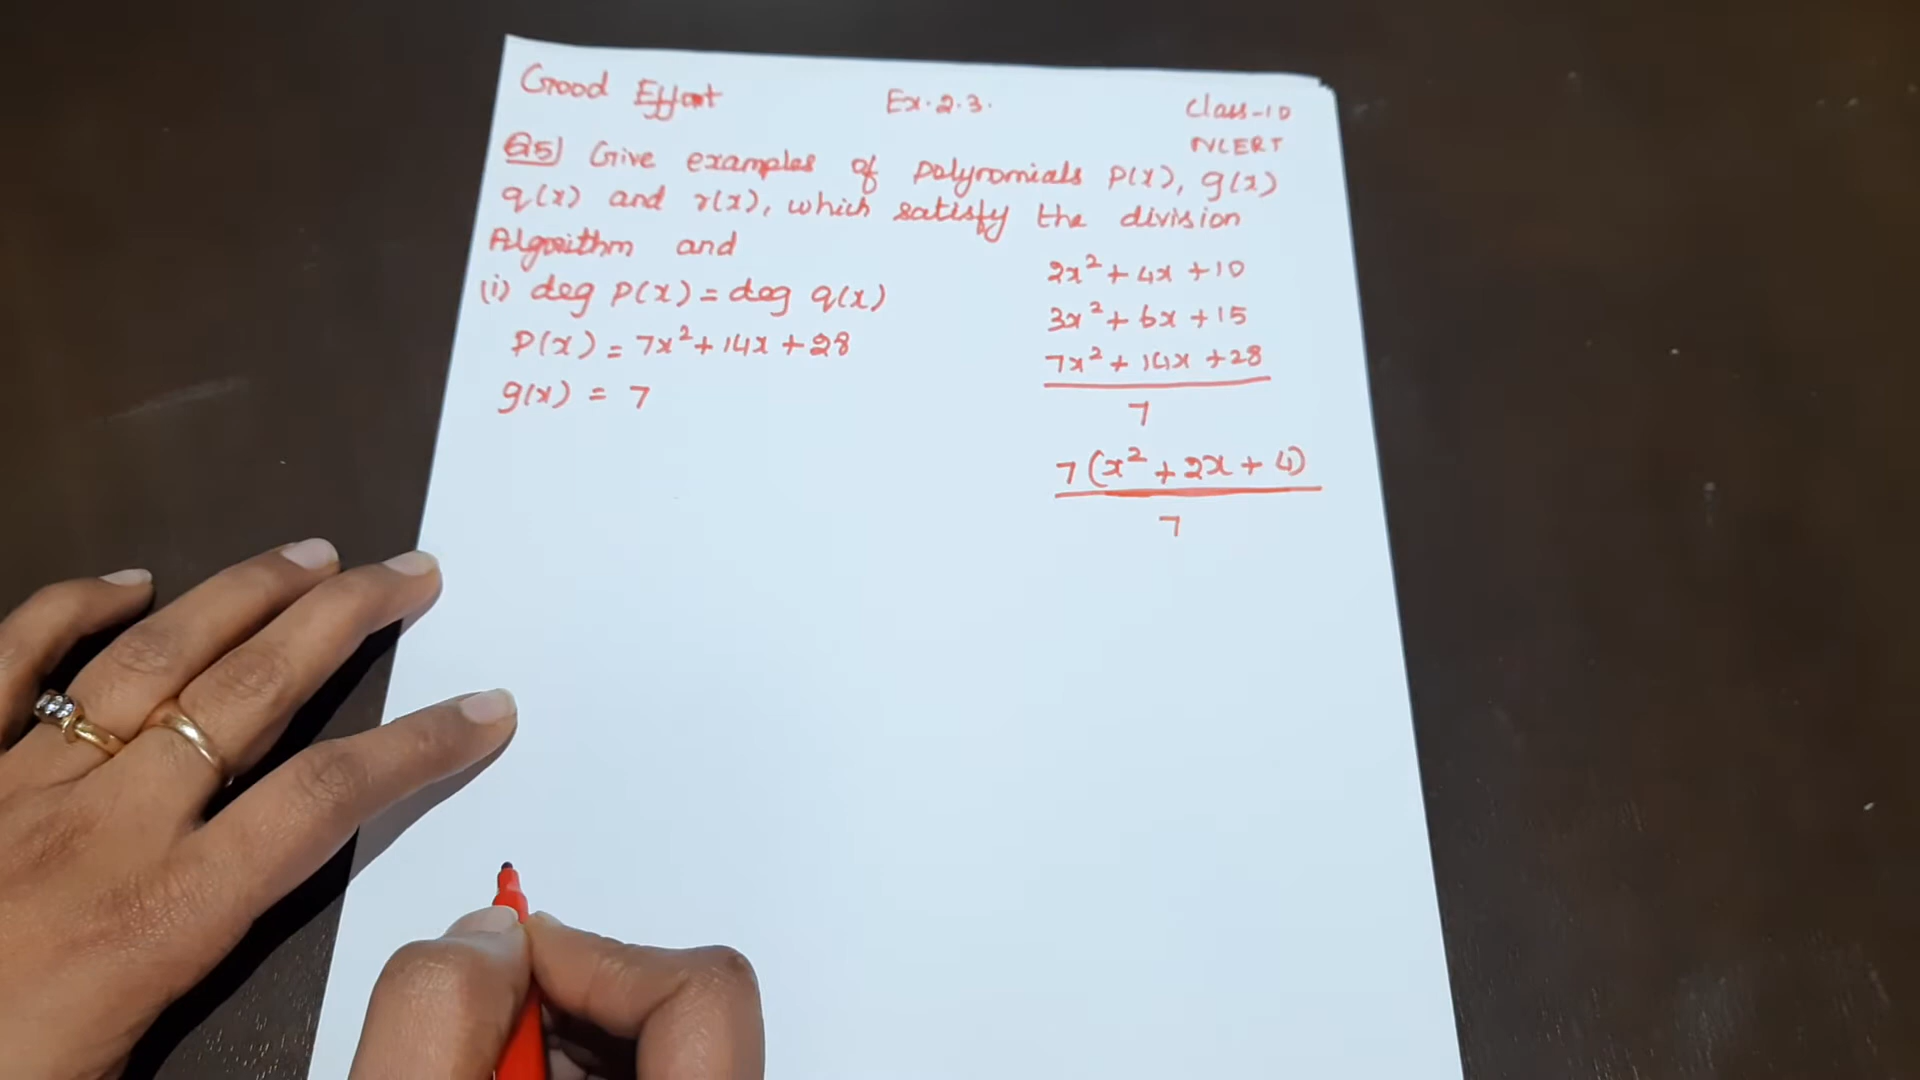 Good Effort
Ex. 2.3.
Class-10
NCERT
Q5) Give examples of polynomials P(x), g(x)
q(x) and r(x), which satisfy the division
Algorithm and
(i) deg P(x) = deg q(x)
P(x) = 7x² + 14x + 28
g(x) = 7
2x² + 4x + 10
3x² + 6x + 15
7x² + 14x + 28
7
7 (x² + 2x + 4)
7